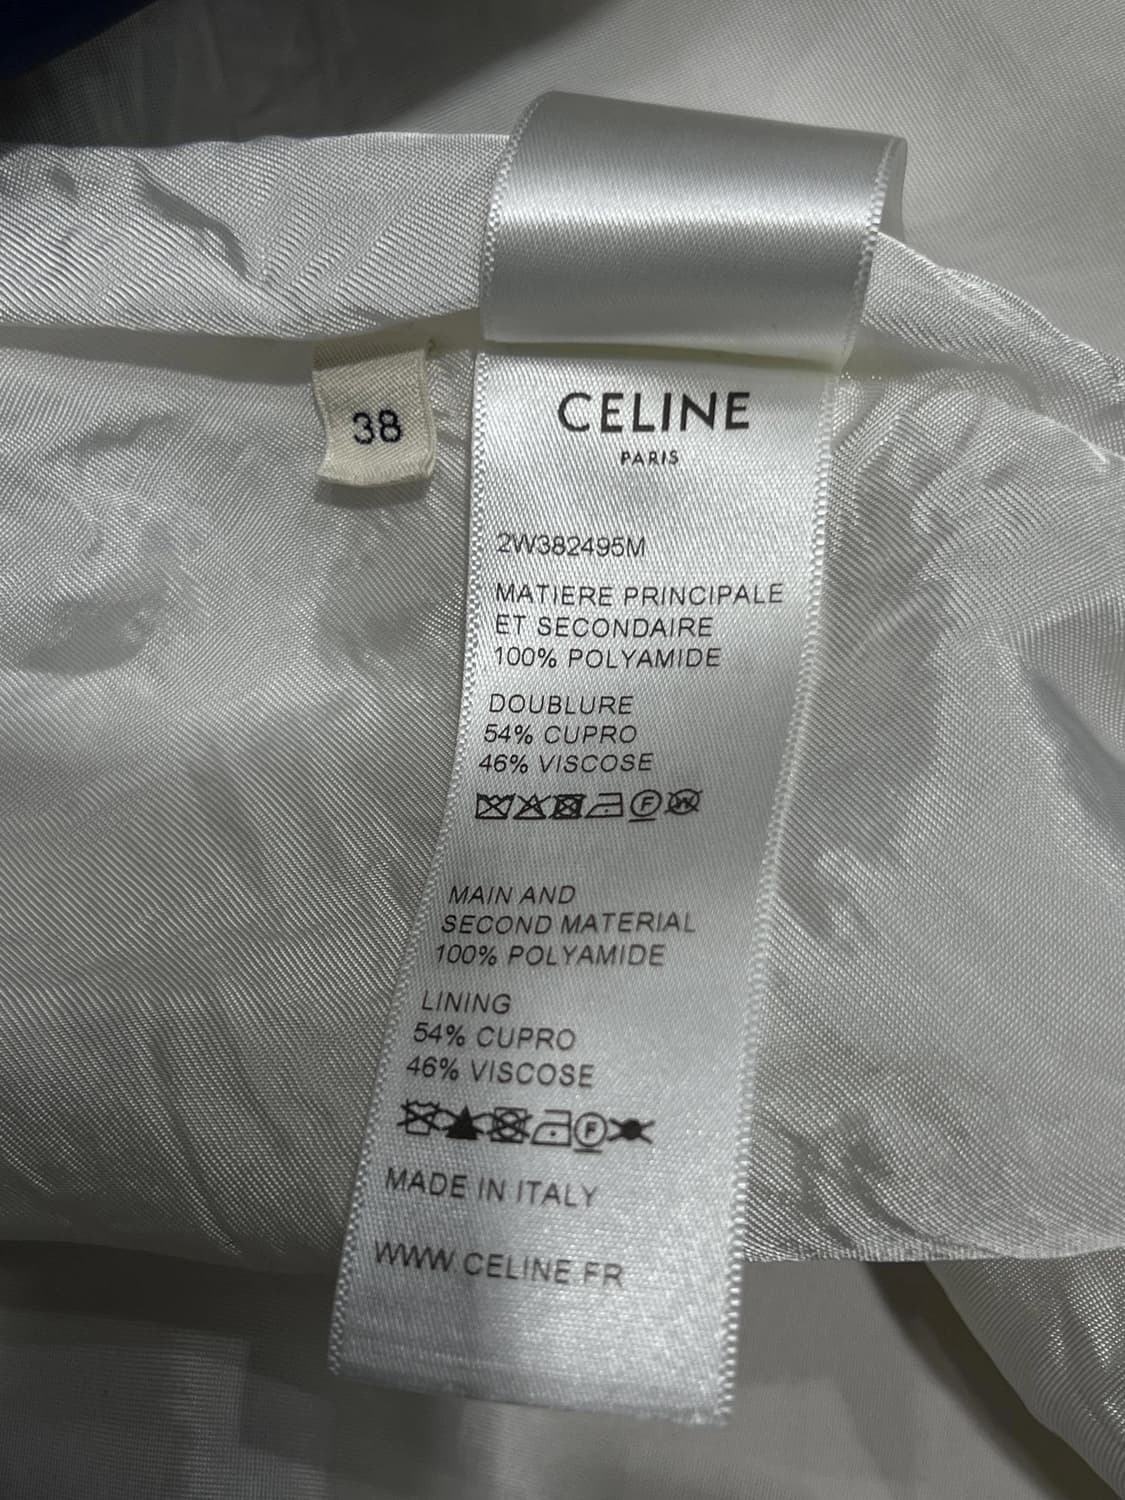 38
CELINE
PARIS
2W382495M
MATIERE PRINCIPALE
ET SECONDAIRE
100% POLYAMIDE
DOUBLURE
54% CUPRO
46% VISCOSE
F W
MAIN AND
SECOND MATERIAL
100% POLYAMIDE
LINING
54% CUPRO
46% VISCOSE
F
MADE IN ITALY
WWW.CELINE.FR